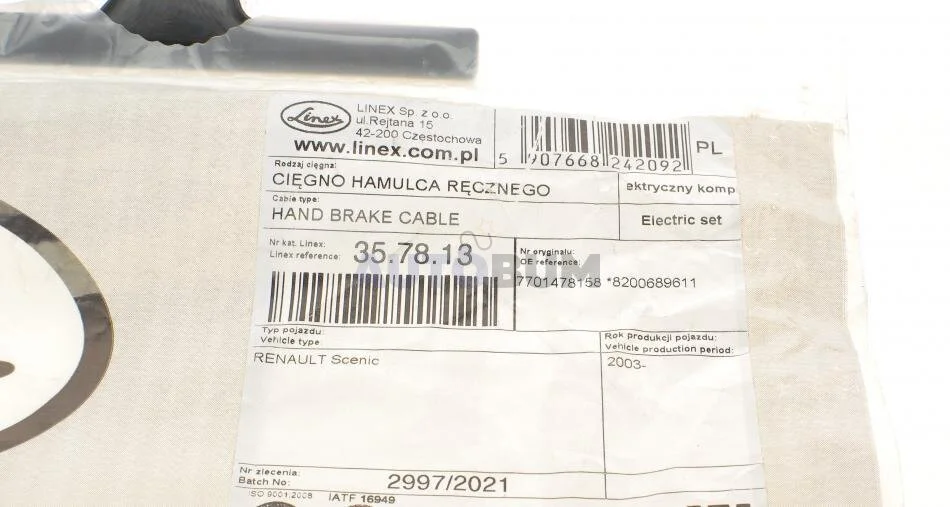 Linex
LINEX Sp. z o.o.
ul.Rejtana 15
42-200 Częstochowa
www.linex.com.pl
5 907668 242092
PL
Rodzaj cięgna:
CIĘGNO HAMULCA RĘCZNEGO
ektryczny komp
Cable type:
HAND BRAKE CABLE
Electric set
Nr kat. Linex:
Linex reference:
35.78.13
Nr oryginału:
OE reference:
7701478158 *8200689611
AUTOBUM
Typ pojazdu:
Vehicle type
RENAULT Scenic
Rok produkcji pojazdu:
Vehicle production period:
2003-
Nr zlecenia:
Batch No:
2997/2021
ISO 9001:2008 IATF 16949